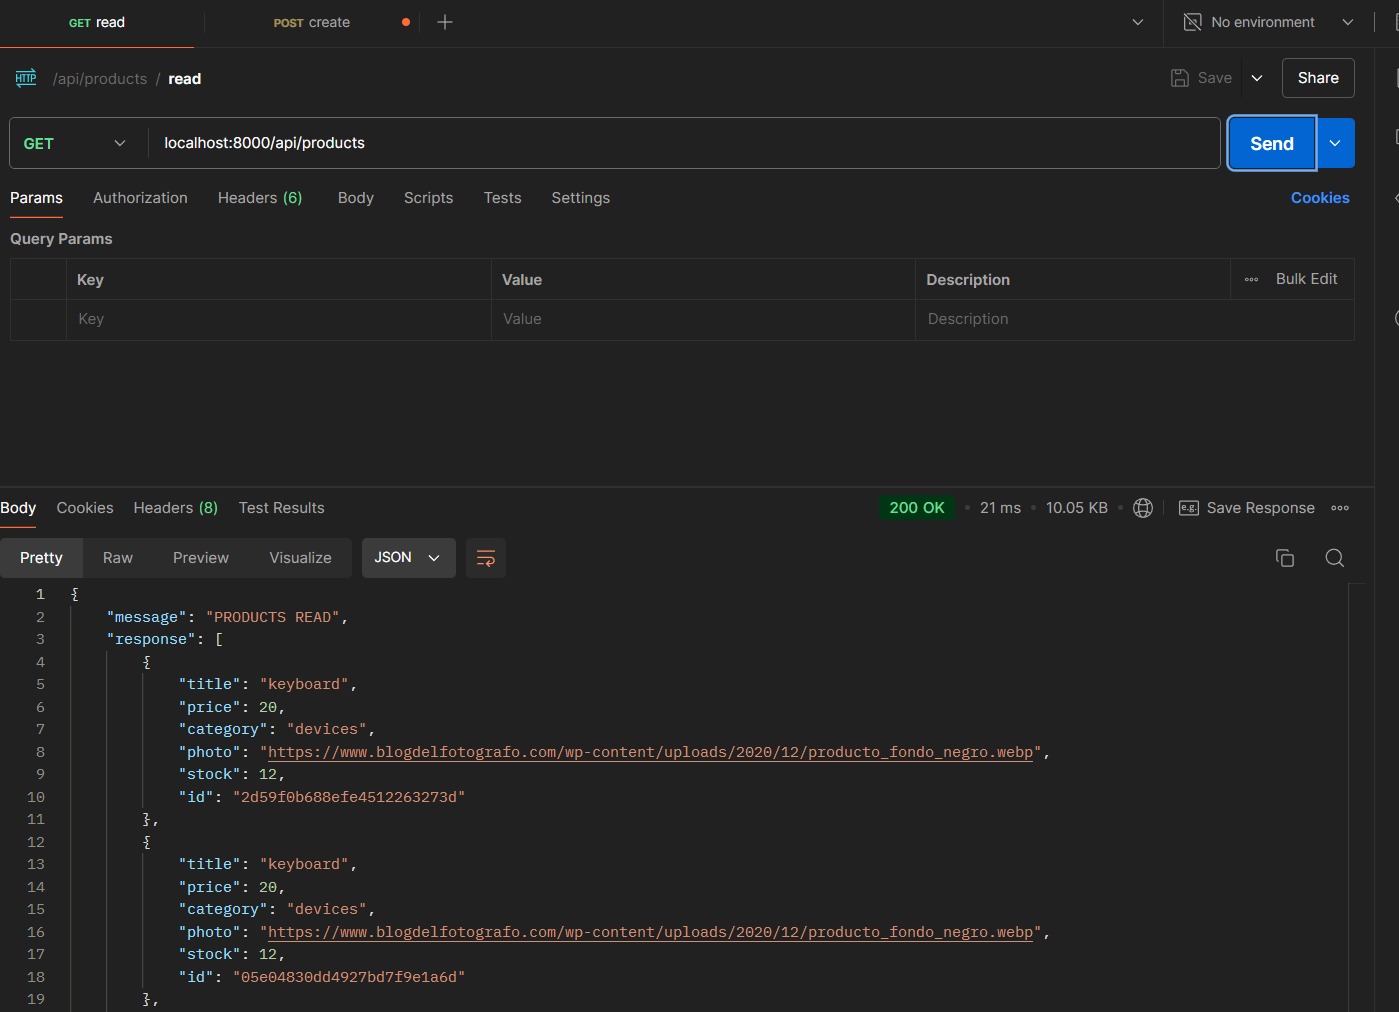 GET read POST create No environment
HTTP /api/products / read Save Share
GET localhost:8000/api/products Send
Params Authorization Headers (6) Body Scripts Tests Settings Cookies
Query Params
Key Value Description Bulk Edit
Key Value Description
Body Cookies Headers (8) Test Results 200 OK 21 ms 10.05 KB e.g. Save Response
Pretty Raw Preview Visualize JSON
1 {
2 "message": "PRODUCTS READ",
3 "response": [
4 {
5 "title": "keyboard",
6 "price": 20,
7 "category": "devices",
8 "photo": "https://www.blogdelfotografo.com/wp-content/uploads/2020/12/producto_fondo_negro.webp",
9 "stock": 12,
10 "id": "2d59f0b688efe4512263273d"
11 },
12 {
13 "title": "keyboard",
14 "price": 20,
15 "category": "devices",
16 "photo": "https://www.blogdelfotografo.com/wp-content/uploads/2020/12/producto_fondo_negro.webp",
17 "stock": 12,
18 "id": "05e04830dd4927bd7f9e1a6d"
19 },